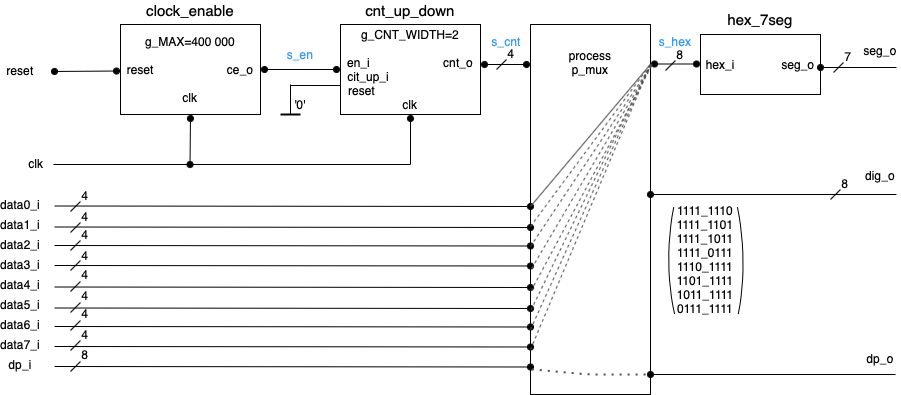 clock_enable
g_MAX=400 000
reset
reset
ce_o
clk
s_en
cnt_up_down
g_CNT_WIDTH=2
en_i
cit_up_i
reset
cnt_o
clk
'0'
s_cnt
4
process
p_mux
s_hex
8
hex_7seg
hex_i
seg_o
7
seg_o
clk
data0_i
4
data1_i
4
data2_i
4
data3_i
4
data4_i
4
data5_i
4
data6_i
4
data7_i
4
dp_i
8
8
dig_o
1111_1110
1111_1101
1111_1011
1111_0111
1110_1111
1101_1111
1011_1111
0111_1111
dp_o